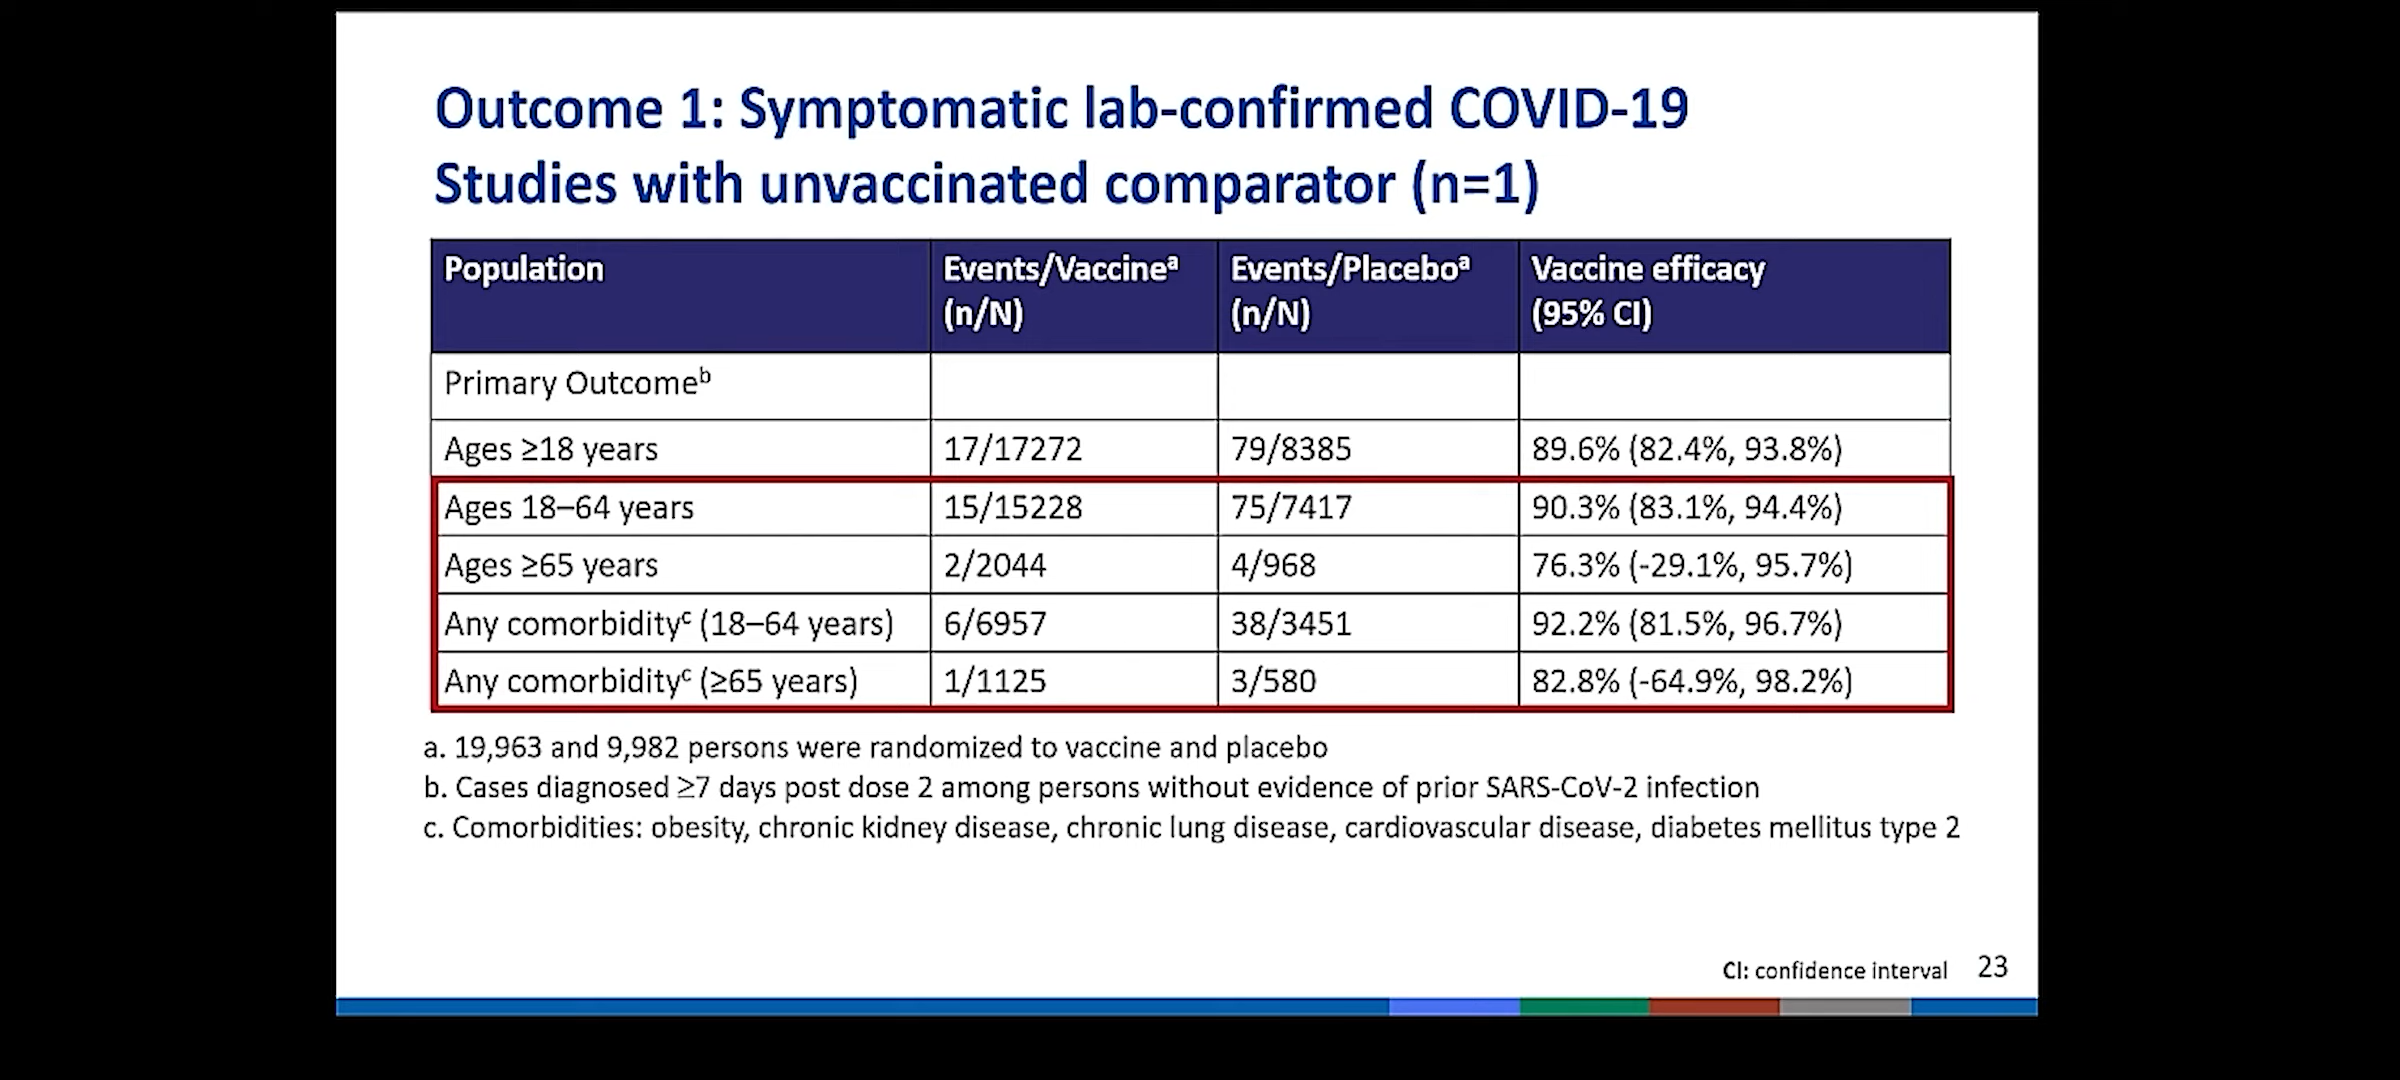 Outcome 1: Symptomatic lab-confirmed COVID-19
Studies with unvaccinated comparator (n=1)
Population Events/Vaccineᵃ (n/N) Events/Placeboᵃ (n/N) Vaccine efficacy (95% CI)
Primary Outcomeᵇ
Ages ≥18 years 17/17272 79/8385 89.6% (82.4%, 93.8%)
Ages 18–64 years 15/15228 75/7417 90.3% (83.1%, 94.4%)
Ages ≥65 years 2/2044 4/968 76.3% (-29.1%, 95.7%)
Any comorbidityᶜ (18–64 years) 6/6957 38/3451 92.2% (81.5%, 96.7%)
Any comorbidityᶜ (≥65 years) 1/1125 3/580 82.8% (-64.9%, 98.2%)
a. 19,963 and 9,982 persons were randomized to vaccine and placebo
b. Cases diagnosed ≥7 days post dose 2 among persons without evidence of prior SARS-CoV-2 infection
c. Comorbidities: obesity, chronic kidney disease, chronic lung disease, cardiovascular disease, diabetes mellitus type 2
CI: confidence interval 23